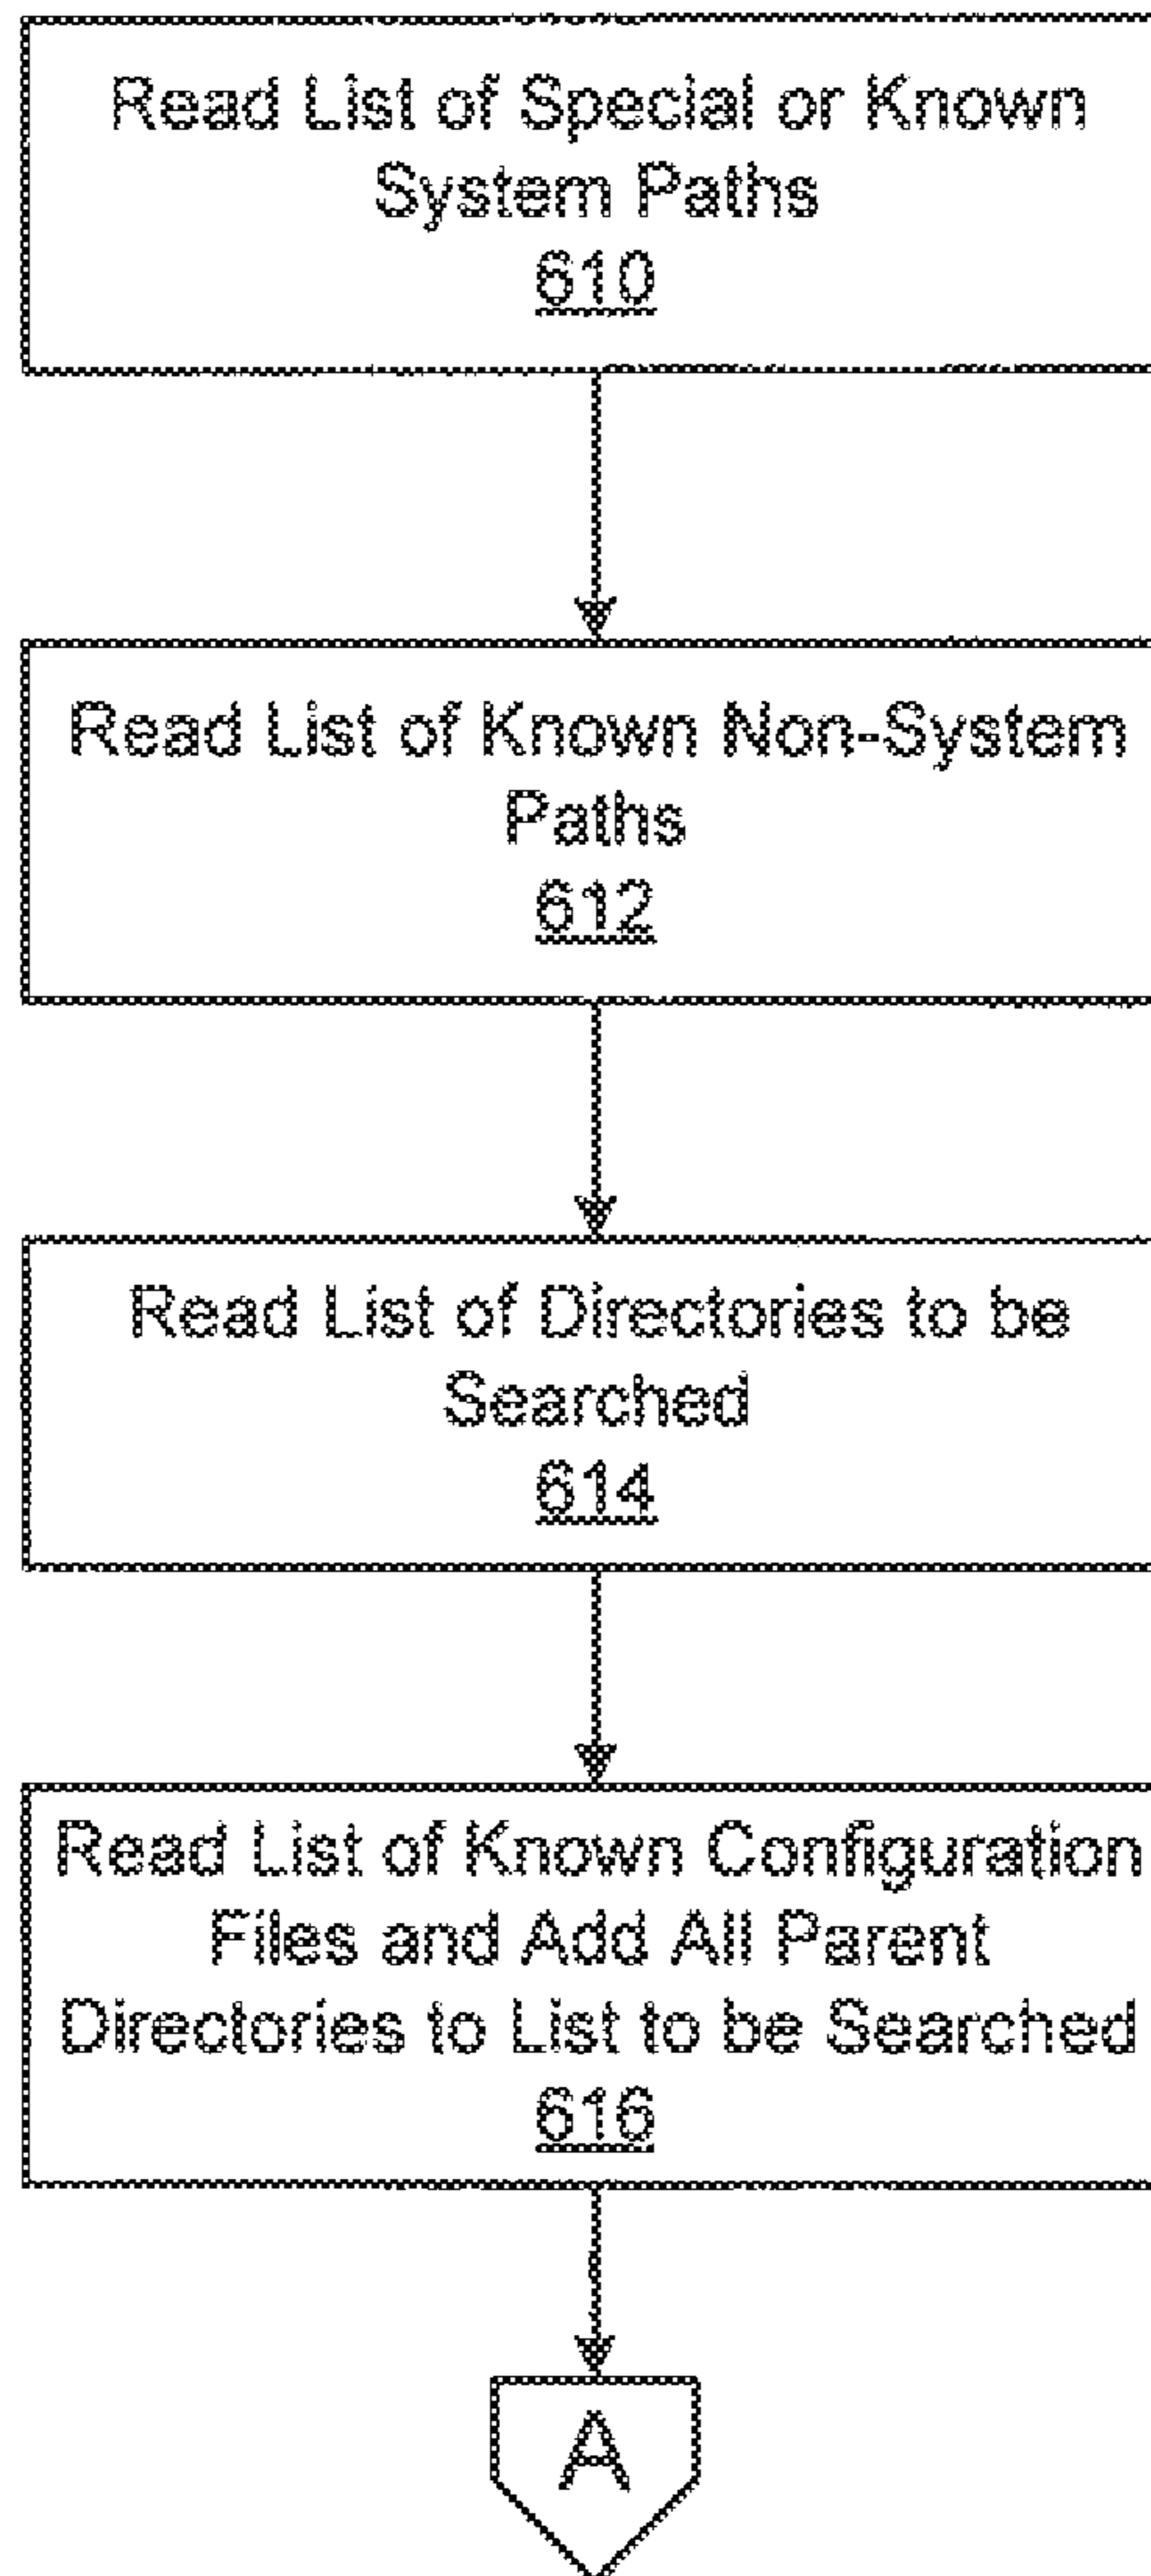 Read List of Special or Known
System Paths
610
Read List of Known Non-System
Paths
612
Read List of Directories to be
Searched
614
Read List of Known Configuration
Files and Add All Parent
Directories to List to be Searched
616
A